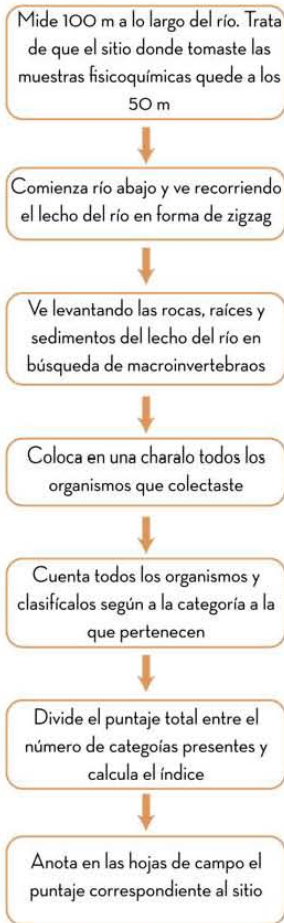 Mide 100 m a lo largo del río. Trata
de que el sitio donde tomaste las
muestras fisicoquímicas quede a los
50 m
Comienza río abajo y ve recorriendo
el lecho del río en forma de zigzag
Ve levantando las rocas, raíces y
sedimentos del lecho del río en
búsqueda de macroinvertebraos
Coloca en una charalo todos los
organismos que colectaste
Cuenta todos los organismos y
clasifícalos según a la categoría a la
que pertenecen
Divide el puntaje total entre el
número de categoías presentes y
calcula el índice
Anota en las hojas de campo el
puntaje correspondiente al sitio